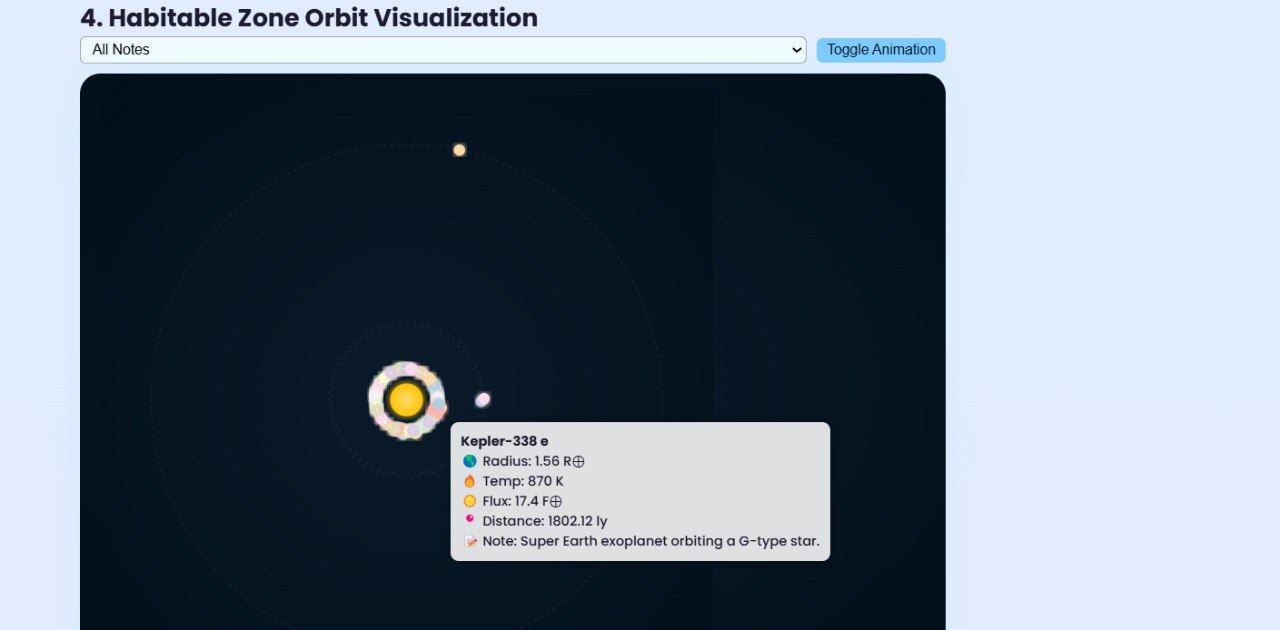 4. Habitable Zone Orbit Visualization
All Notes
Toggle Animation
Kepler-338 e
Radius: 1.56 R⊕
Temp: 870 K
Flux: 17.4 F⊕
Distance: 1802.12 ly
Note: Super Earth exoplanet orbiting a G-type star.